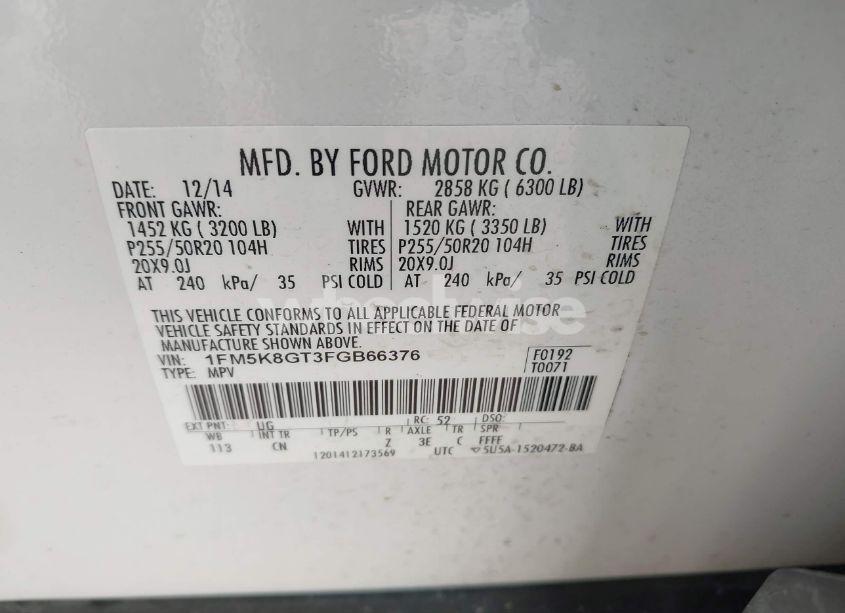 MFD. BY FORD MOTOR CO.
DATE: 12/14 GVWR: 2858 KG ( 6300 LB)
FRONT GAWR: REAR GAWR:
1452 KG ( 3200 LB) WITH 1520 KG ( 3350 LB) WITH
P255/50R20 104H TIRES P255/50R20 104H TIRES
20X9.0J RIMS 20X9.0J RIMS
AT 240 kPa/ 35 PSI COLD AT 240 kPa/ 35 PSI COLD
THIS VEHICLE CONFORMS TO ALL APPLICABLE FEDERAL MOTOR
VEHICLE SAFETY STANDARDS IN EFFECT ON THE DATE OF
MANUFACTURE SHOWN ABOVE.
VIN: 1FM5K8GT3FGB66376 F0192
TYPE: MPV T0071
EXT PNT: UG RC: 52 DSO:
WB INT TR TP/PS R AXLE TR SPR
113 CN Z 3E C FFFF
1201412173569 UTC 5U5A-1520472-BA